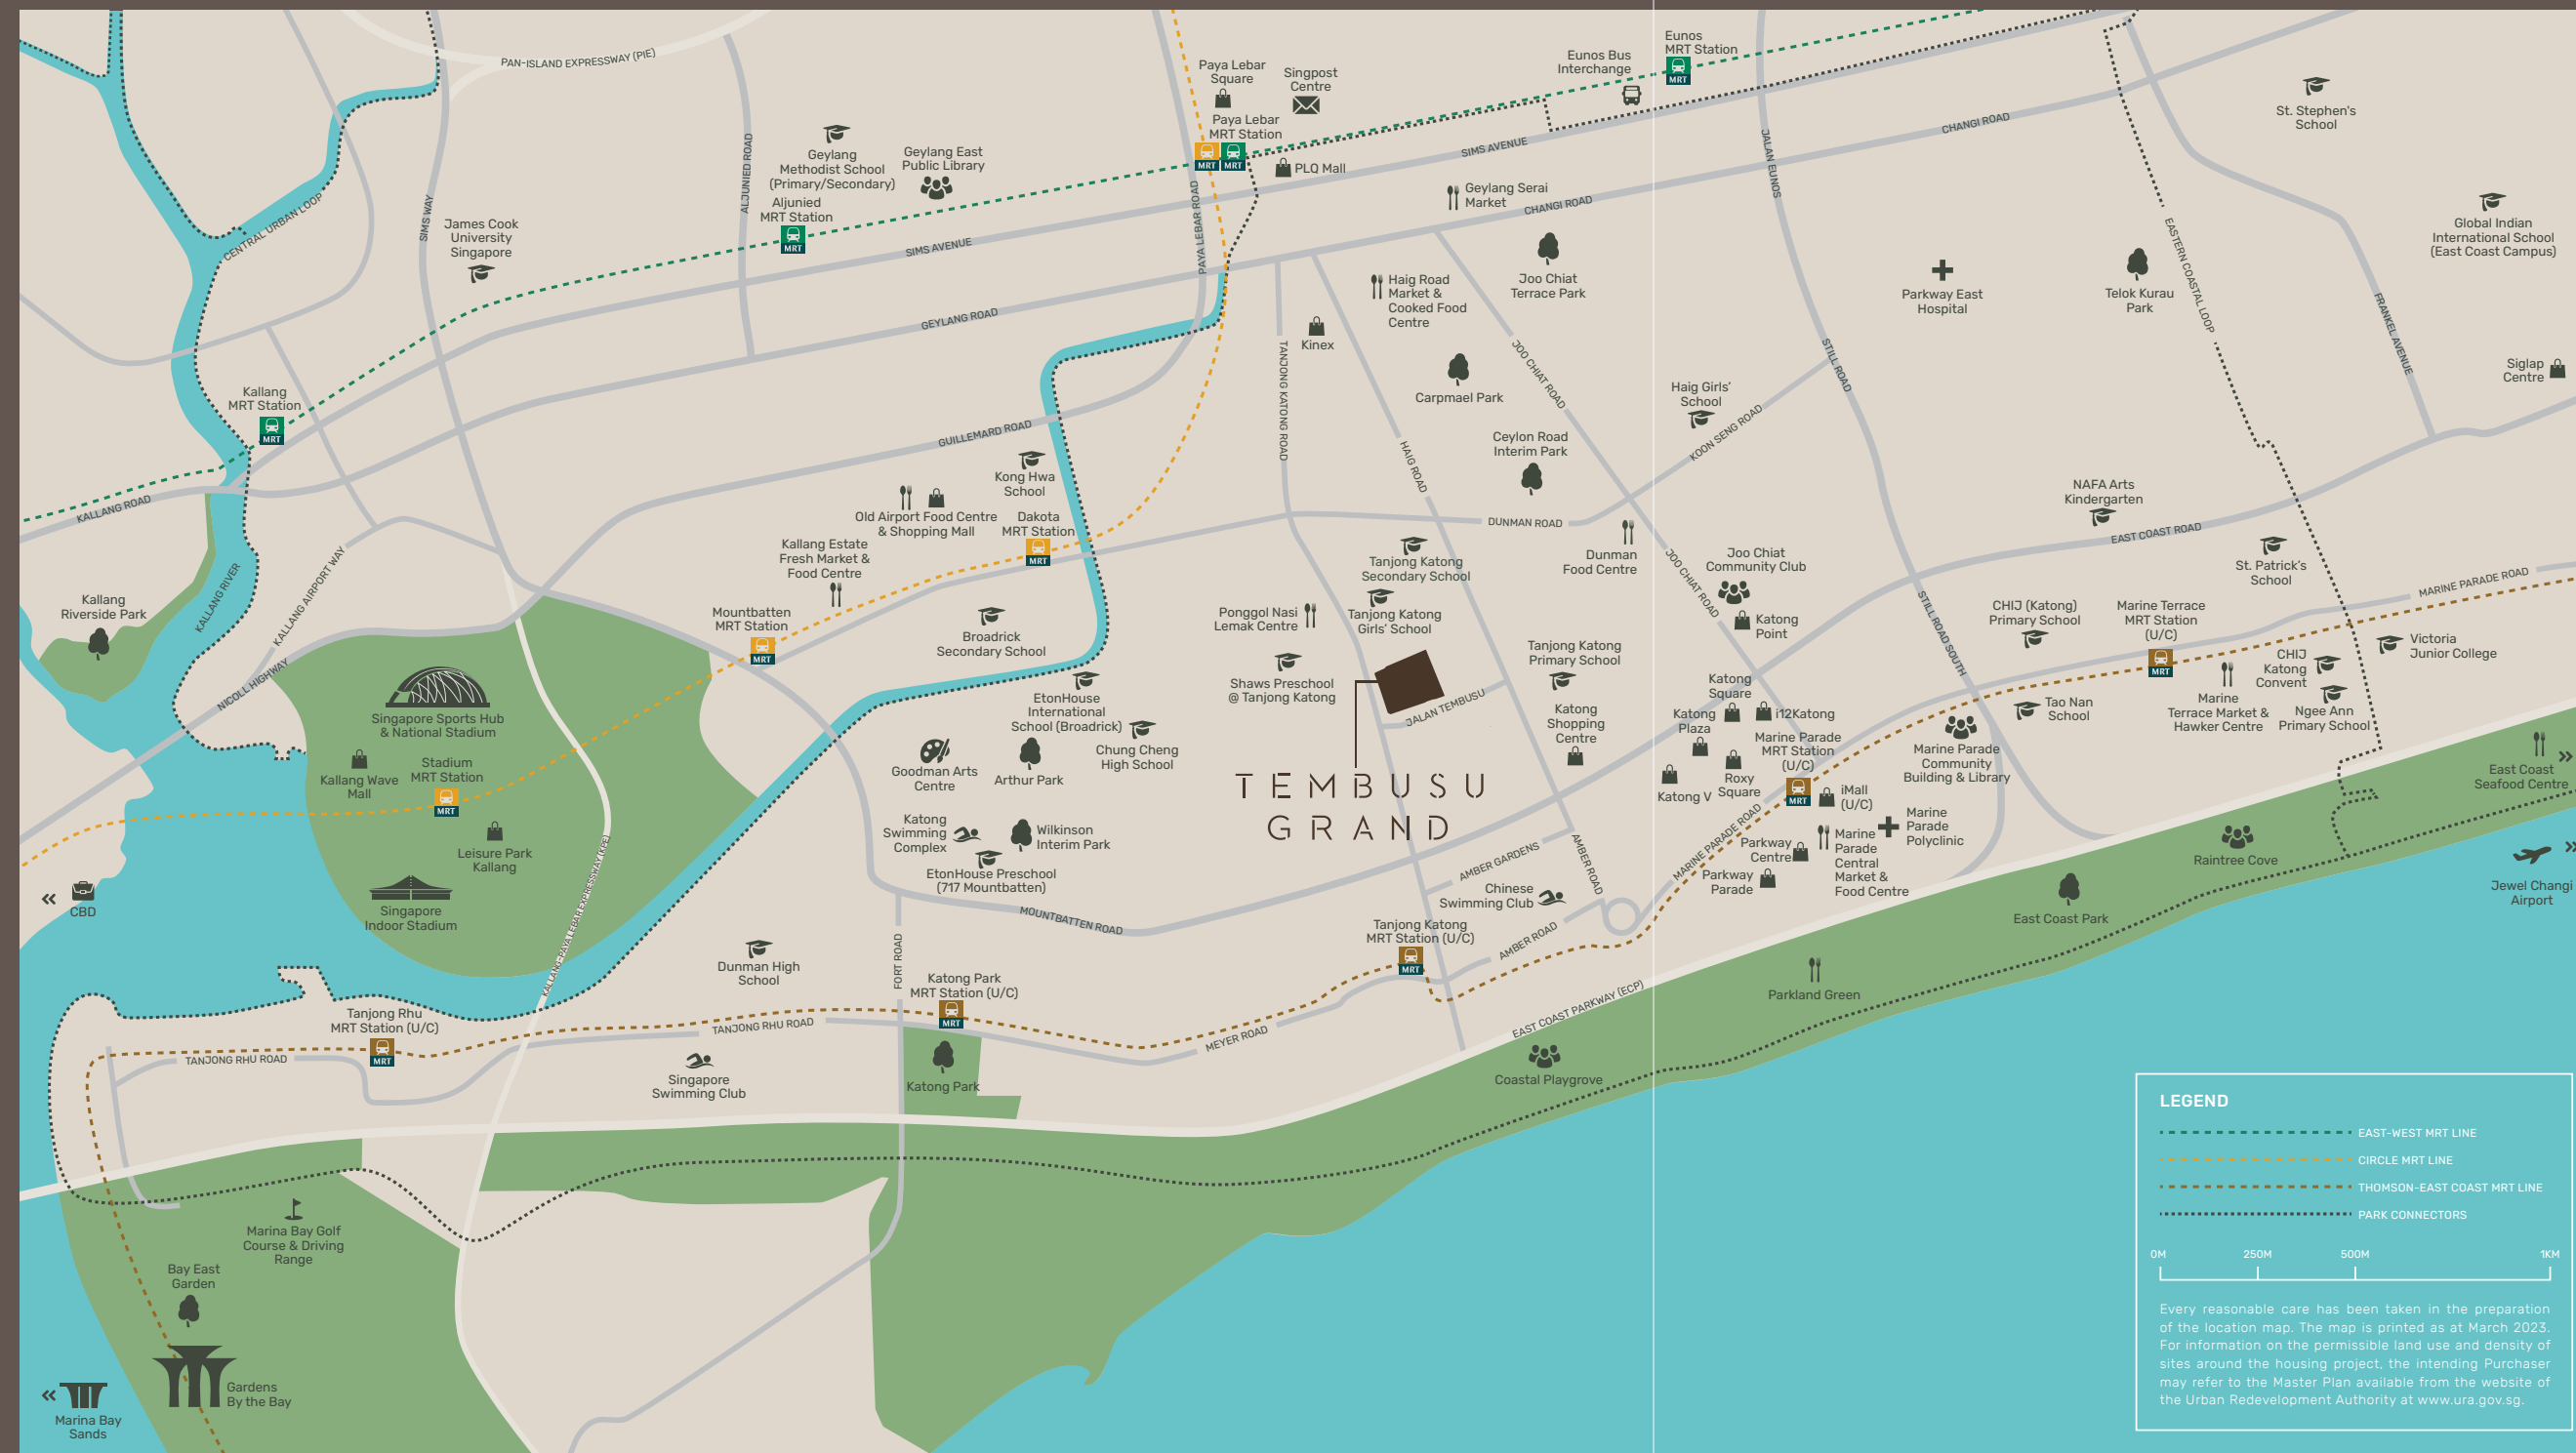 PAN-ISLAND EXPRESSWAY (PIE)
Eunos
MRT Station
MRT
Eunos Bus
Interchange
Paya Lebar
Square
Singpost
Centre
Paya Lebar
MRT Station
MRT
MRT
PLQ Mall
St. Stephen's
School
CHANGI ROAD
SIMS AVENUE
JALAN EUNOS
ALJUNIED ROAD
Geylang
Methodist School
(Primary/Secondary)
Geylang East
Public Library
Aljunied
MRT Station
MRT
PAYA LEBAR ROAD
Geylang Serai
Market
CHANGI ROAD
CENTRAL URBAN LOOP
SIMS WAY
James Cook
University
Singapore
SIMS AVENUE
Global Indian
International School
(East Coast Campus)
EASTERN COASTAL LOOP
Joo Chiat
Terrace Park
Haig Road
Market &
Cooked Food
Centre
Parkway East
Hospital
Telok Kurau
Park
GEYLANG ROAD
Kinex
TANJONG KATONG ROAD
JOO CHIAT ROAD
STILL ROAD
FRANKEL AVENUE
Siglap
Centre
Kallang
MRT Station
MRT
Carpmael Park
Haig Girls'
School
KOON SENG ROAD
GUILLEMARD ROAD
Ceylon Road
Interim Park
HAIG ROAD
Kong Hwa
School
KALLANG ROAD
Old Airport Food Centre
& Shopping Mall
Dakota
MRT Station
MRT
NAFA Arts
Kindergarten
DUNMAN ROAD
EAST COAST ROAD
Kallang Estate
Fresh Market &
Food Centre
Tanjong Katong
Secondary School
Dunman
Food Centre
JOO CHIAT ROAD
Joo Chiat
Community Club
St. Patrick's
School
MARINE PARADE ROAD
KALLANG RIVER
KALLANG AIRPORT WAY
Kallang
Riverside Park
Mountbatten
MRT Station
MRT
Broadrick
Secondary School
Ponggol Nasi
Lemak Centre
Tanjong Katong
Girls' School
Katong
Point
STILL ROAD SOUTH
CHIJ (Katong)
Primary School
Marine Terrace
MRT Station
(U/C)
MRT
Victoria
Junior College
Tanjong Katong
Primary School
CHIJ
Katong
Convent
NICOLL HIGHWAY
Shaws Preschool
@ Tanjong Katong
EtonHouse
International
School (Broadrick)
Katong
Square
JALAN TEMBUSU
Katong
Shopping
Centre
Katong
Plaza
i12Katong
Tao Nan
School
Marine
Terrace Market &
Hawker Centre
Ngee Ann
Primary School
Singapore Sports Hub
& National Stadium
Chung Cheng
High School
Marine Parade
MRT Station
(U/C)
MRT
Marine Parade
Community
Building & Library
Kallang Wave
Mall
Stadium
MRT Station
MRT
Goodman Arts
Centre
Arthur Park
TEMBUSU
GRAND
Katong V
Roxy
Square
iMall
(U/C)
East Coast
Seafood Centre
Leisure Park
Kallang
Katong
Swimming
Complex
Wilkinson
Interim Park
MARINE PARADE ROAD
Marine
Parade
Polyclinic
Marine
Parade
Central
Market &
Food Centre
Parkway
Centre
Parkway
Parade
AMBER GARDENS
AMBER ROAD
Raintree Cove
EtonHouse Preschool
(717 Mountbatten)
Chinese
Swimming Club
Jewel Changi
Airport
CBD
Singapore
Indoor Stadium
KALLANG-PAYA LEBAR EXPRESSWAY (KPE)
MOUNTBATTEN ROAD
East Coast Park
Tanjong Katong
MRT Station (U/C)
MRT
AMBER ROAD
Dunman High
School
FORT ROAD
Katong Park
MRT Station (U/C)
MRT
Parkland Green
EAST COAST PARKWAY (ECP)
Tanjong Rhu
MRT Station (U/C)
MRT
TANJONG RHU ROAD
MEYER ROAD
TANJONG RHU ROAD
Singapore
Swimming Club
Katong Park
Coastal Playgrove
Marina Bay Golf
Course & Driving
Range
Bay East
Garden
Gardens
By the Bay
Marina Bay
Sands
LEGEND
EAST-WEST MRT LINE
CIRCLE MRT LINE
THOMSON-EAST COAST MRT LINE
PARK CONNECTORS
0M 250M 500M 1KM
Every reasonable care has been taken in the preparation
of the location map. The map is printed as at March 2023.
For information on the permissible land use and density of
sites around the housing project, the intending Purchaser
may refer to the Master Plan available from the website of
the Urban Redevelopment Authority at www.ura.gov.sg.